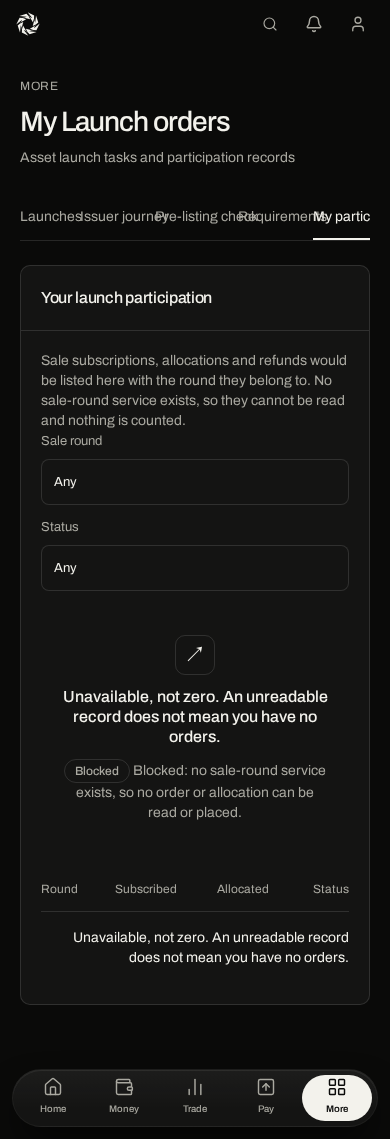 MORE
My Launch orders
Asset launch tasks and participation records
Launches Issuer journey Pre-listing check Requirements My partic
Your launch participation
Sale subscriptions, allocations and refunds would
be listed here with the round they belong to. No
sale-round service exists, so they cannot be read
and nothing is counted.
Sale round
Any
Status
Any
Unavailable, not zero. An unreadable
record does not mean you have no
orders.
Blocked Blocked: no sale-round service
exists, so no order or allocation can be
read or placed.
Round Subscribed Allocated Status
Unavailable, not zero. An unreadable record
does not mean you have no orders.
Home Money Trade Pay More